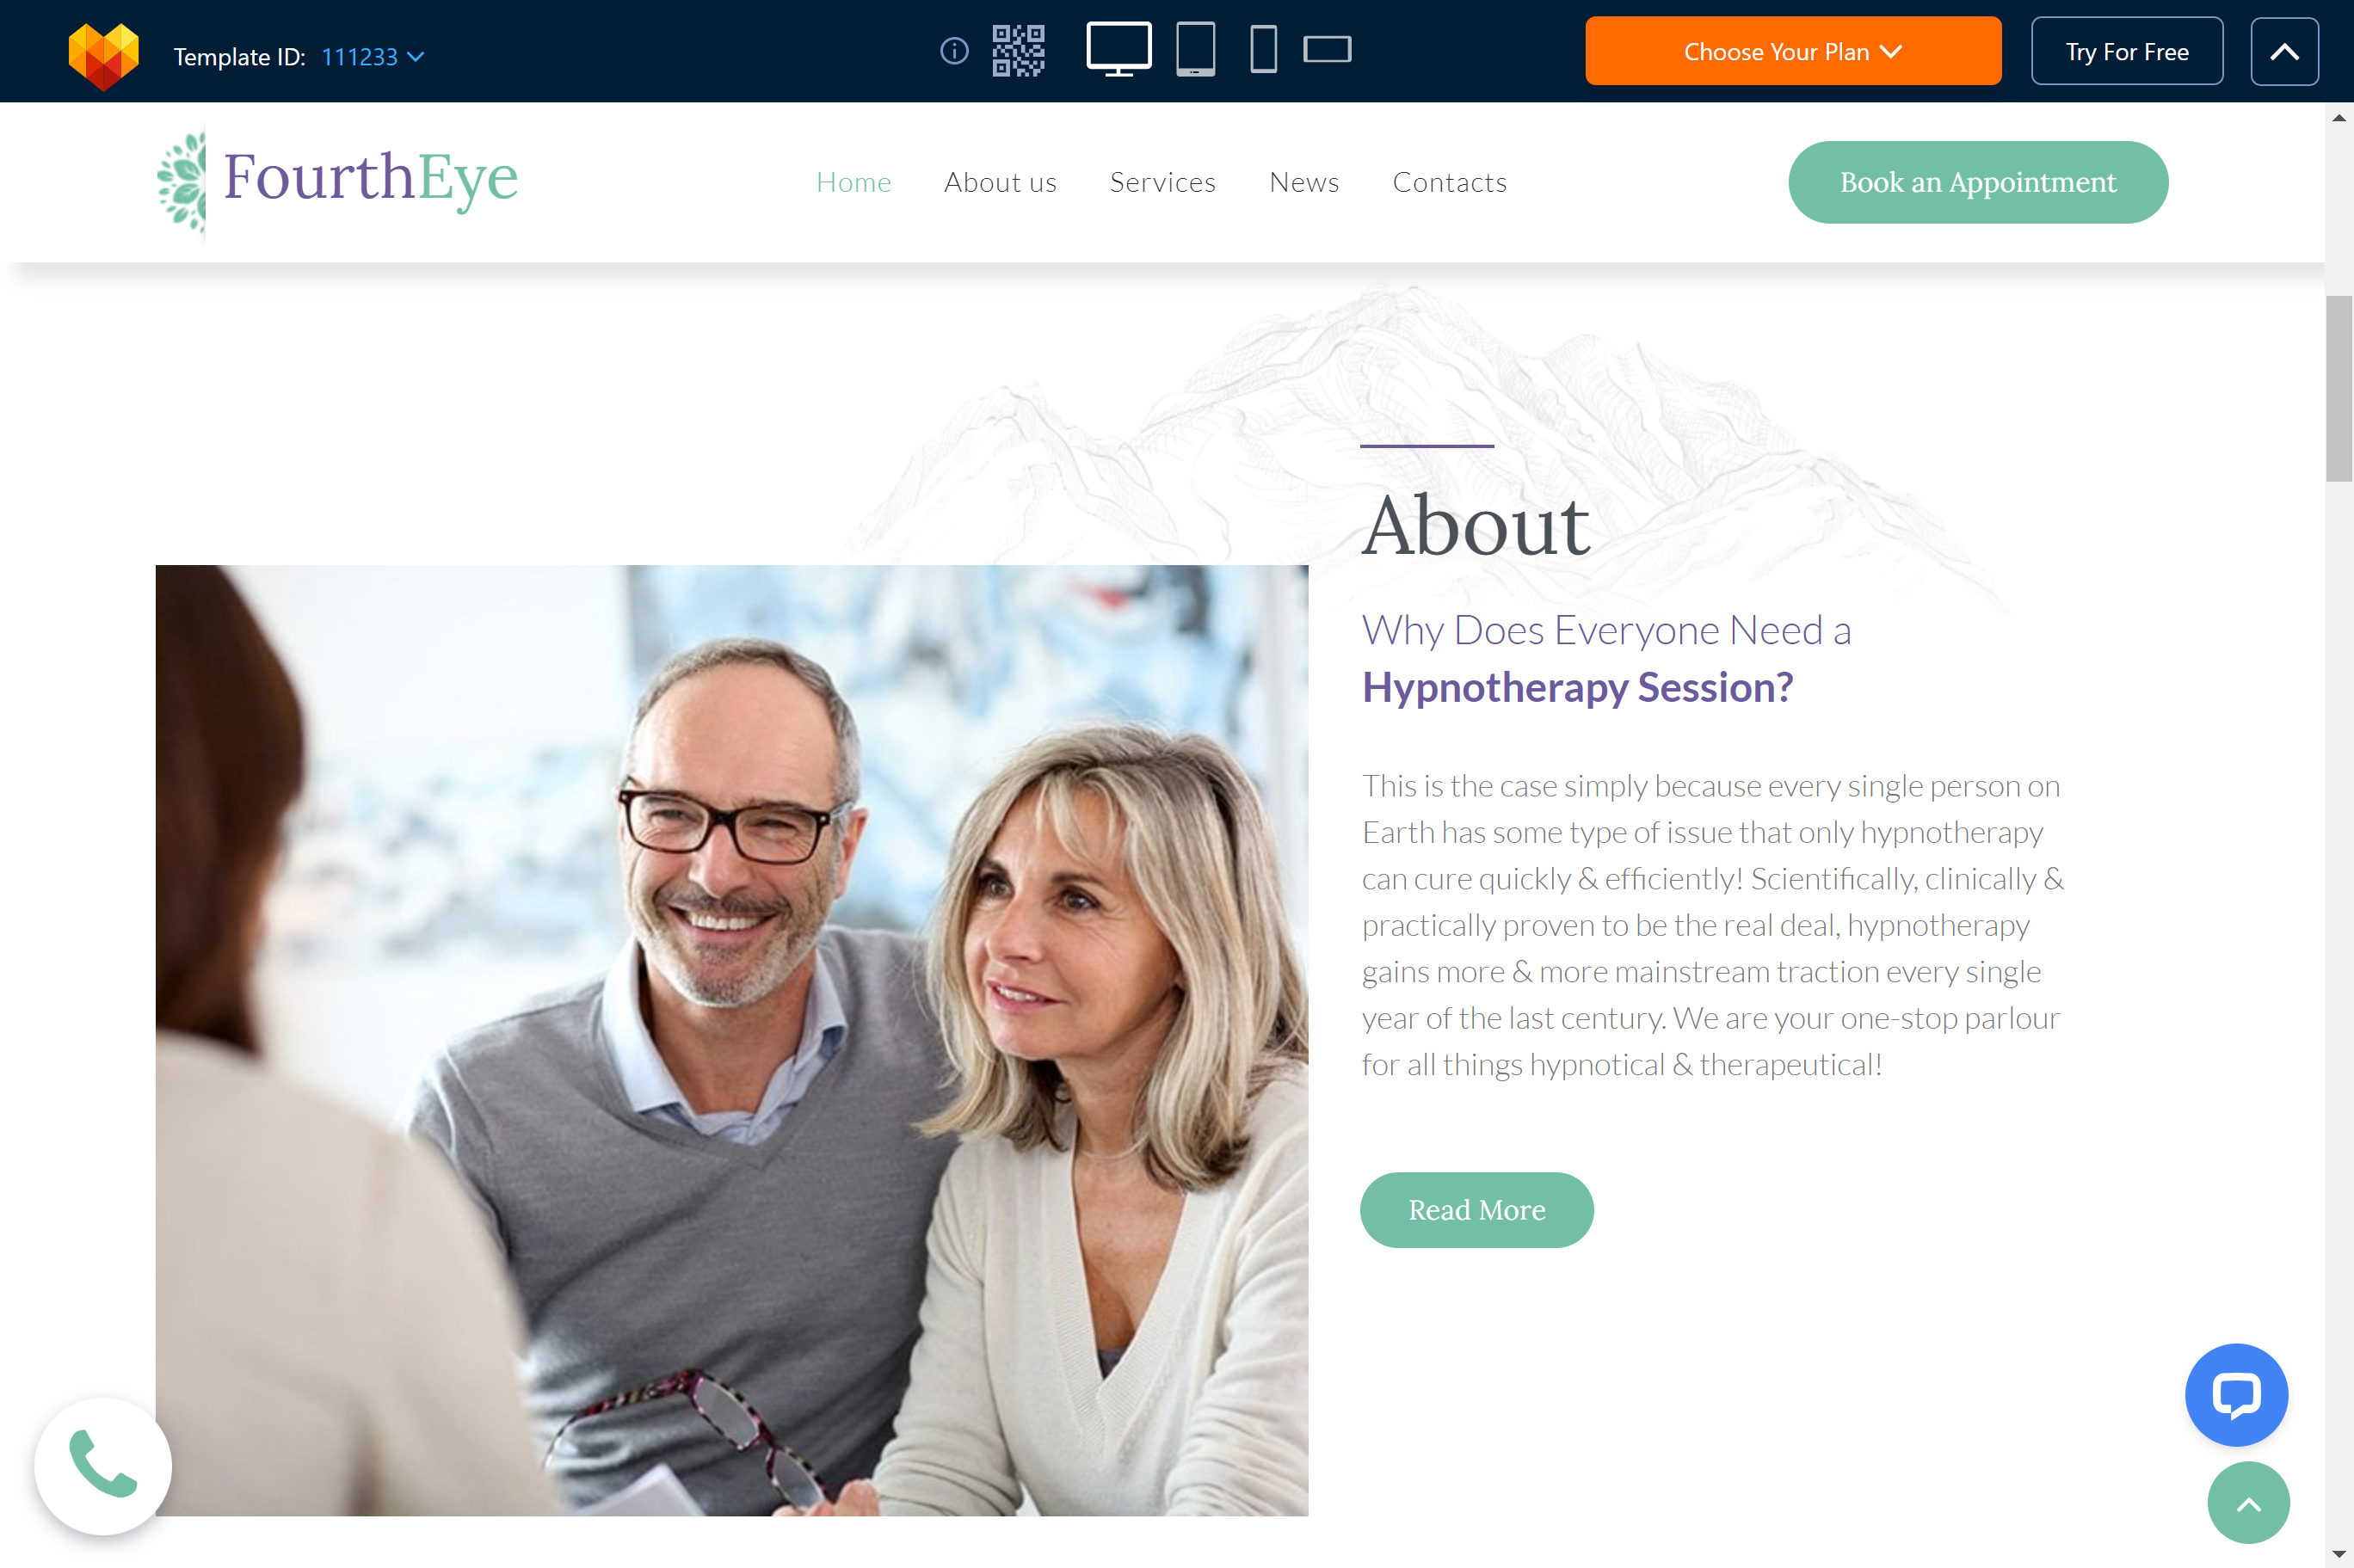 Template ID: 111233
Choose Your Plan
Try For Free
FourthEye
Home
About us
Services
News
Contacts
Book an Appointment
About
Why Does Everyone Need a
Hypnotherapy Session?
This is the case simply because every single person on
Earth has some type of issue that only hypnotherapy
can cure quickly & efficiently! Scientifically, clinically &
practically proven to be the real deal, hypnotherapy
gains more & more mainstream traction every single
year of the last century. We are your one-stop parlour
for all things hypnotical & therapeutical!
Read More